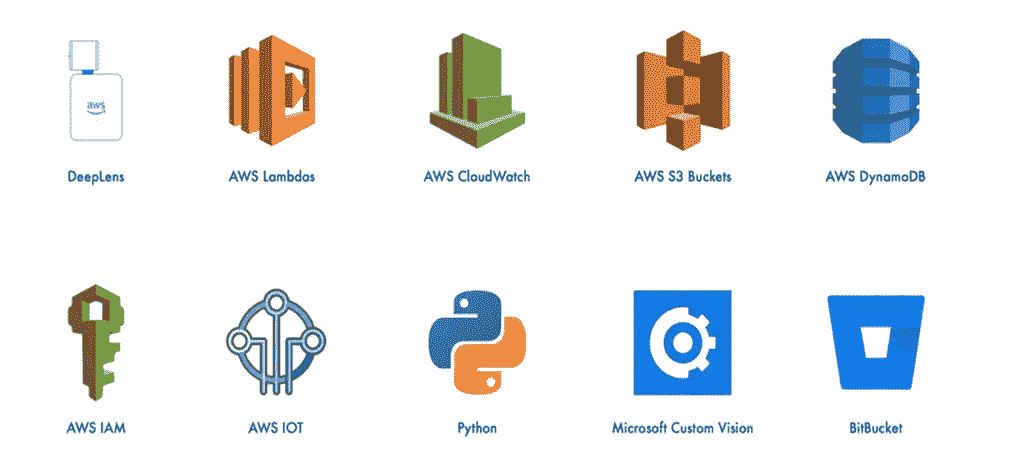 aws
DeepLens
AWS Lambdas
AWS CloudWatch
AWS S3 Buckets
AWS DynamoDB
AWS IAM
AWS IOT
Python
Microsoft Custom Vision
BitBucket